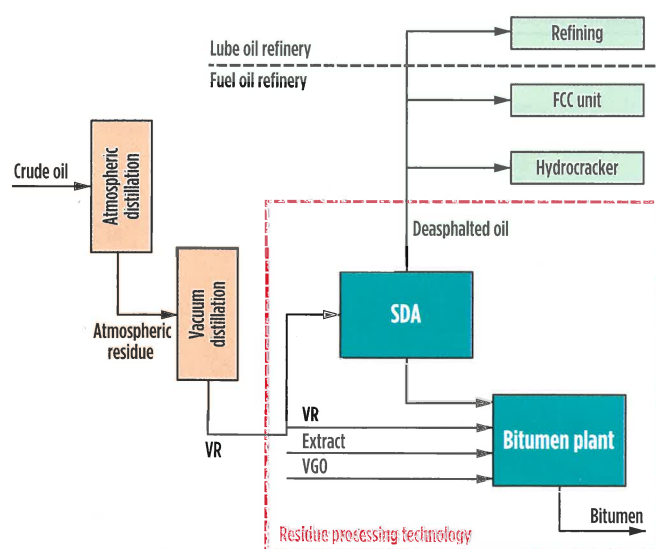 Refining
Lube oil refinery
Fuel oil refinery
FCC unit
Crude oil
Atmospheric
distillation
Hydrocracker
Deasphalted oil
Vacuum
distillation
SDA
Atmospheric
residue
VR
VR
Extract
VGO
Bitumen plant
Bitumen
Residue processing technology